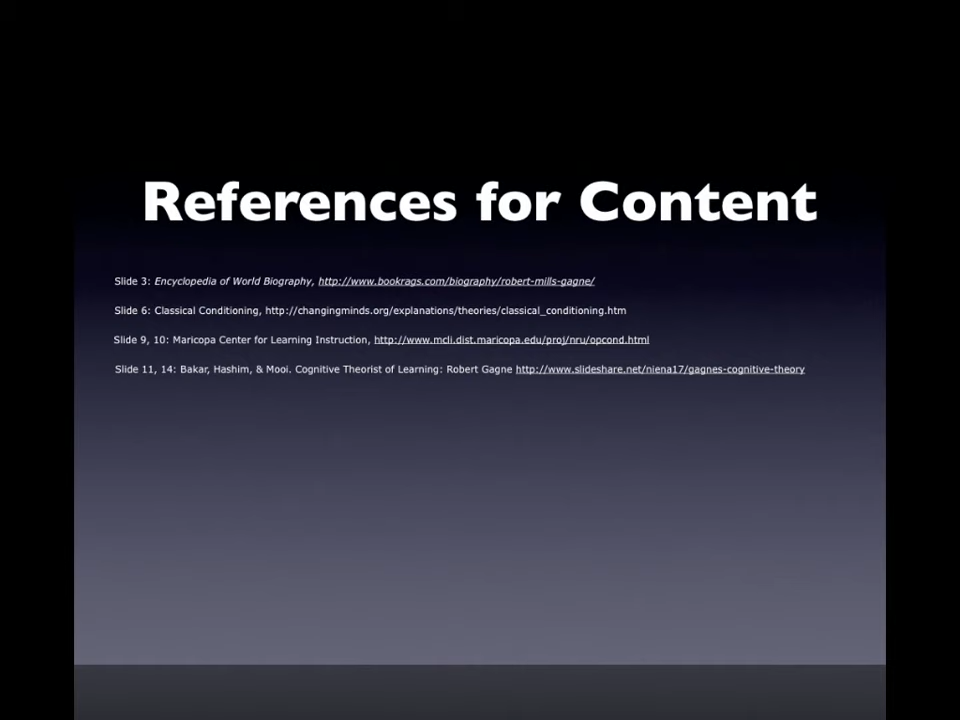 References for Content
Slide 3: Encyclopedia of World Biography, http://www.bookrags.com/biography/robert-mills-gagne/
Slide 6: Classical Conditioning, http://changingminds.org/explanations/theories/classical_conditioning.htm
Slide 9, 10: Maricopa Center for Learning Instruction, http://www.mcli.dist.maricopa.edu/proj/nru/opcond.html
Slide 11, 14: Bakar, Hashim, & Mooi. Cognitive Theorist of Learning: Robert Gagne http://www.slideshare.net/niena17/gagnes-cognitive-theory